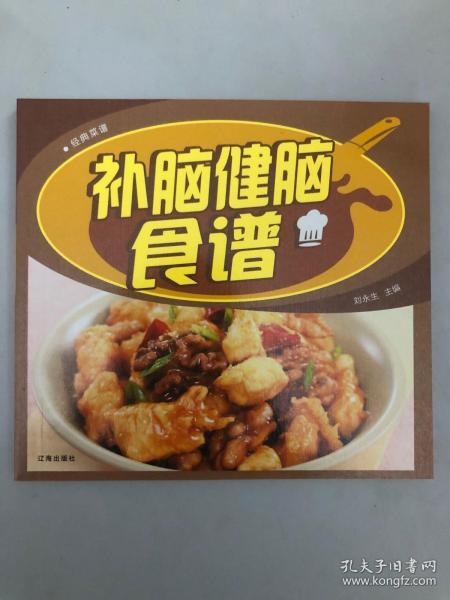 ●经典菜谱
补脑健脑
食谱
刘永生 主编
辽海出版社
孔夫子旧书网
www.kongfz.com